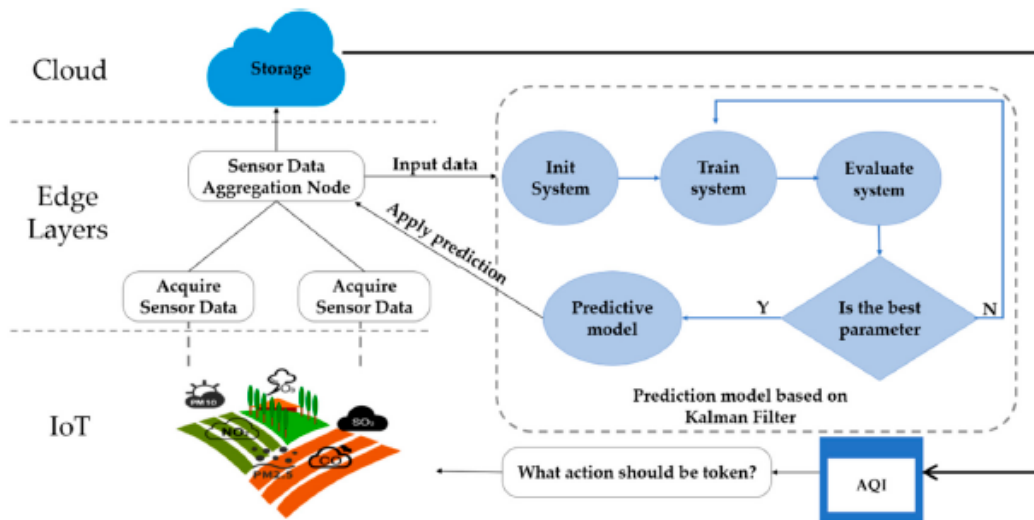 Cloud
Storage
Edge
Layers
Sensor Data
Aggregation Node
Input data
Apply prediction
Acquire
Sensor Data
Acquire
Sensor Data
Init
System
Train
system
Evaluate
system
Is the best
parameter
Y
N
Predictive
model
Prediction model based on
Kalman Filter
IoT
PM10
SO₂
NO₂
CO
PM2.5
What action should be token?
AQI